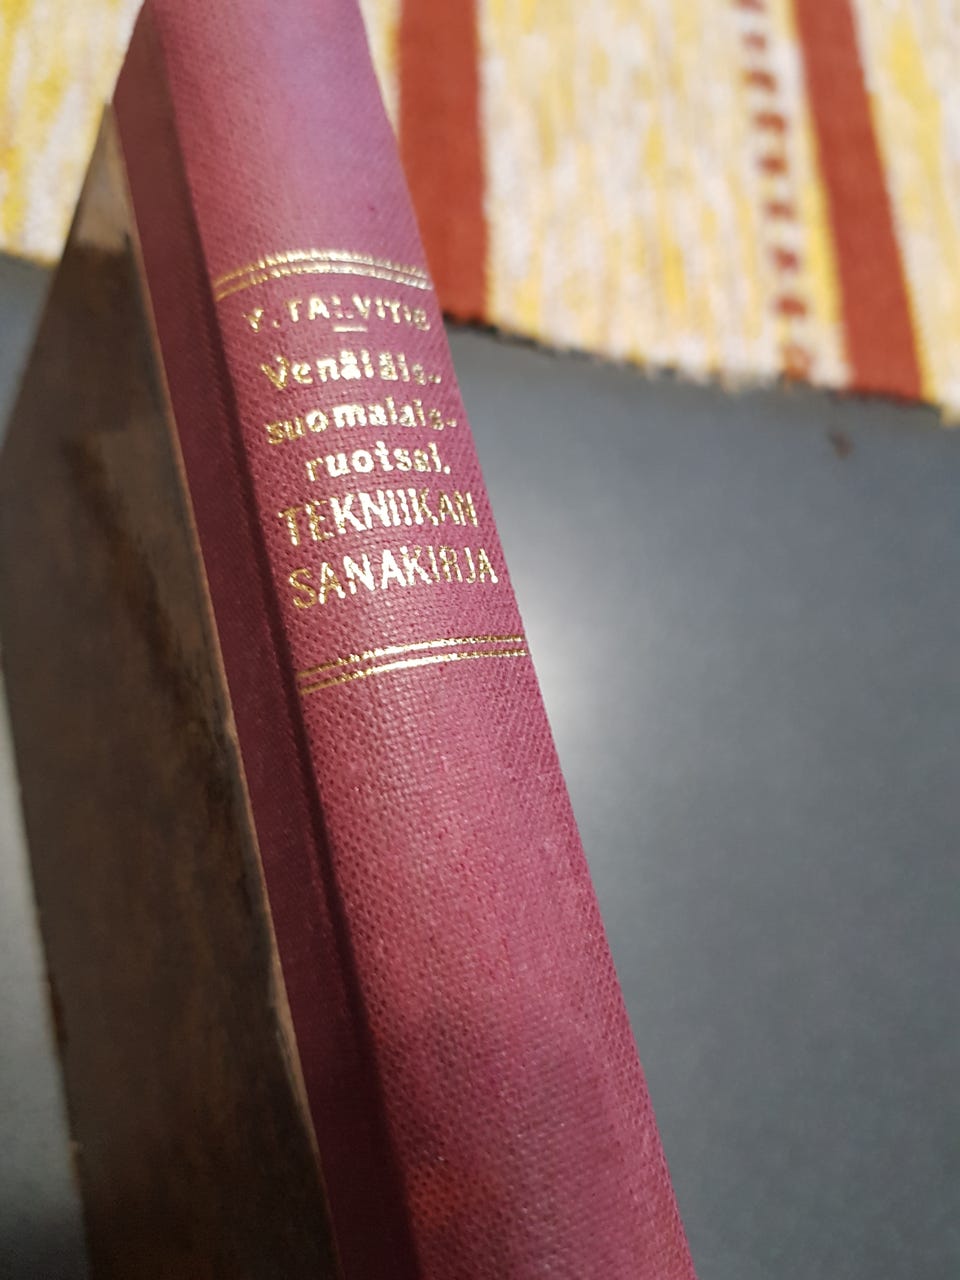 Y. TALVITIE
Venäläis-
suomalais-
ruotsal.
TEKNIIKAN
SANAKIRJA